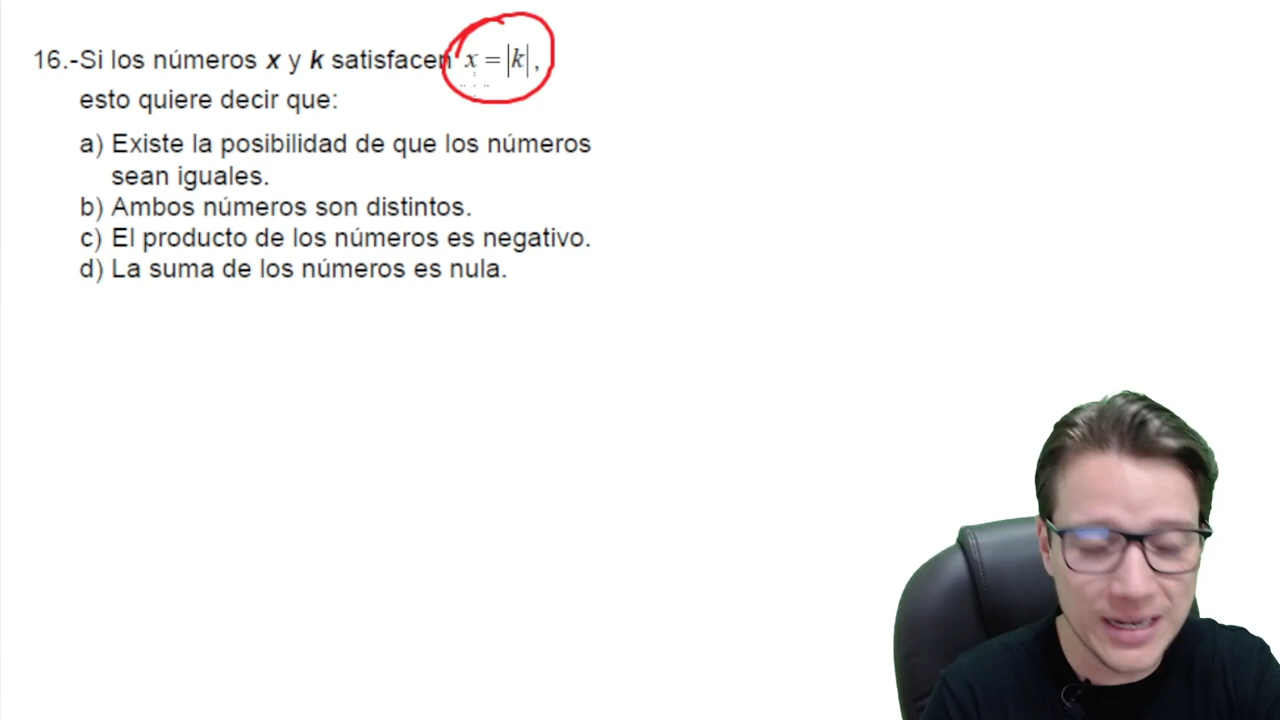 16.-Si los números x y k satisfacen x = |k|,
esto quiere decir que:
a) Existe la posibilidad de que los números
sean iguales.
b) Ambos números son distintos.
c) El producto de los números es negativo.
d) La suma de los números es nula.